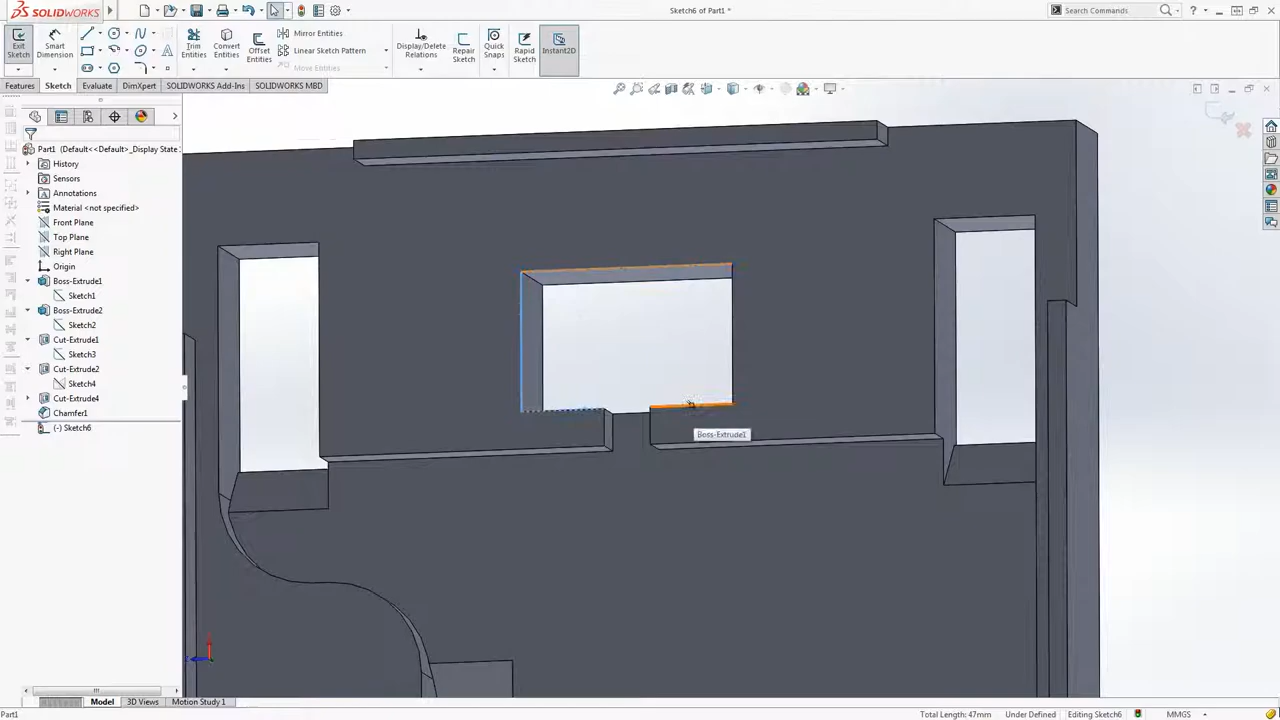 SOLIDWORKS
Sketch6 of Part1 *
Search Commands
Exit Sketch
Smart Dimension
Trim Entities
Convert Entities
Offset Entities
Mirror Entities
Linear Sketch Pattern
Move Entities
Display/Delete Relations
Repair Sketch
Quick Snaps
Rapid Sketch
Instant2D
Features
Sketch
Evaluate
DimXpert
SOLIDWORKS Add-Ins
SOLIDWORKS MBD
Part1 (Default<<Default>_Display State
History
Sensors
Annotations
Material <not specified>
Front Plane
Top Plane
Right Plane
Origin
Boss-Extrude1
Sketch1
Boss-Extrude2
Sketch2
Cut-Extrude1
Sketch3
Cut-Extrude2
Sketch4
Cut-Extrude4
Chamfer1
(-) Sketch6
Boss-Extrude1
Model
3D Views
Motion Study 1
Part1
Total Length: 47mm
Under Defined
Editing Sketch6
MMGS